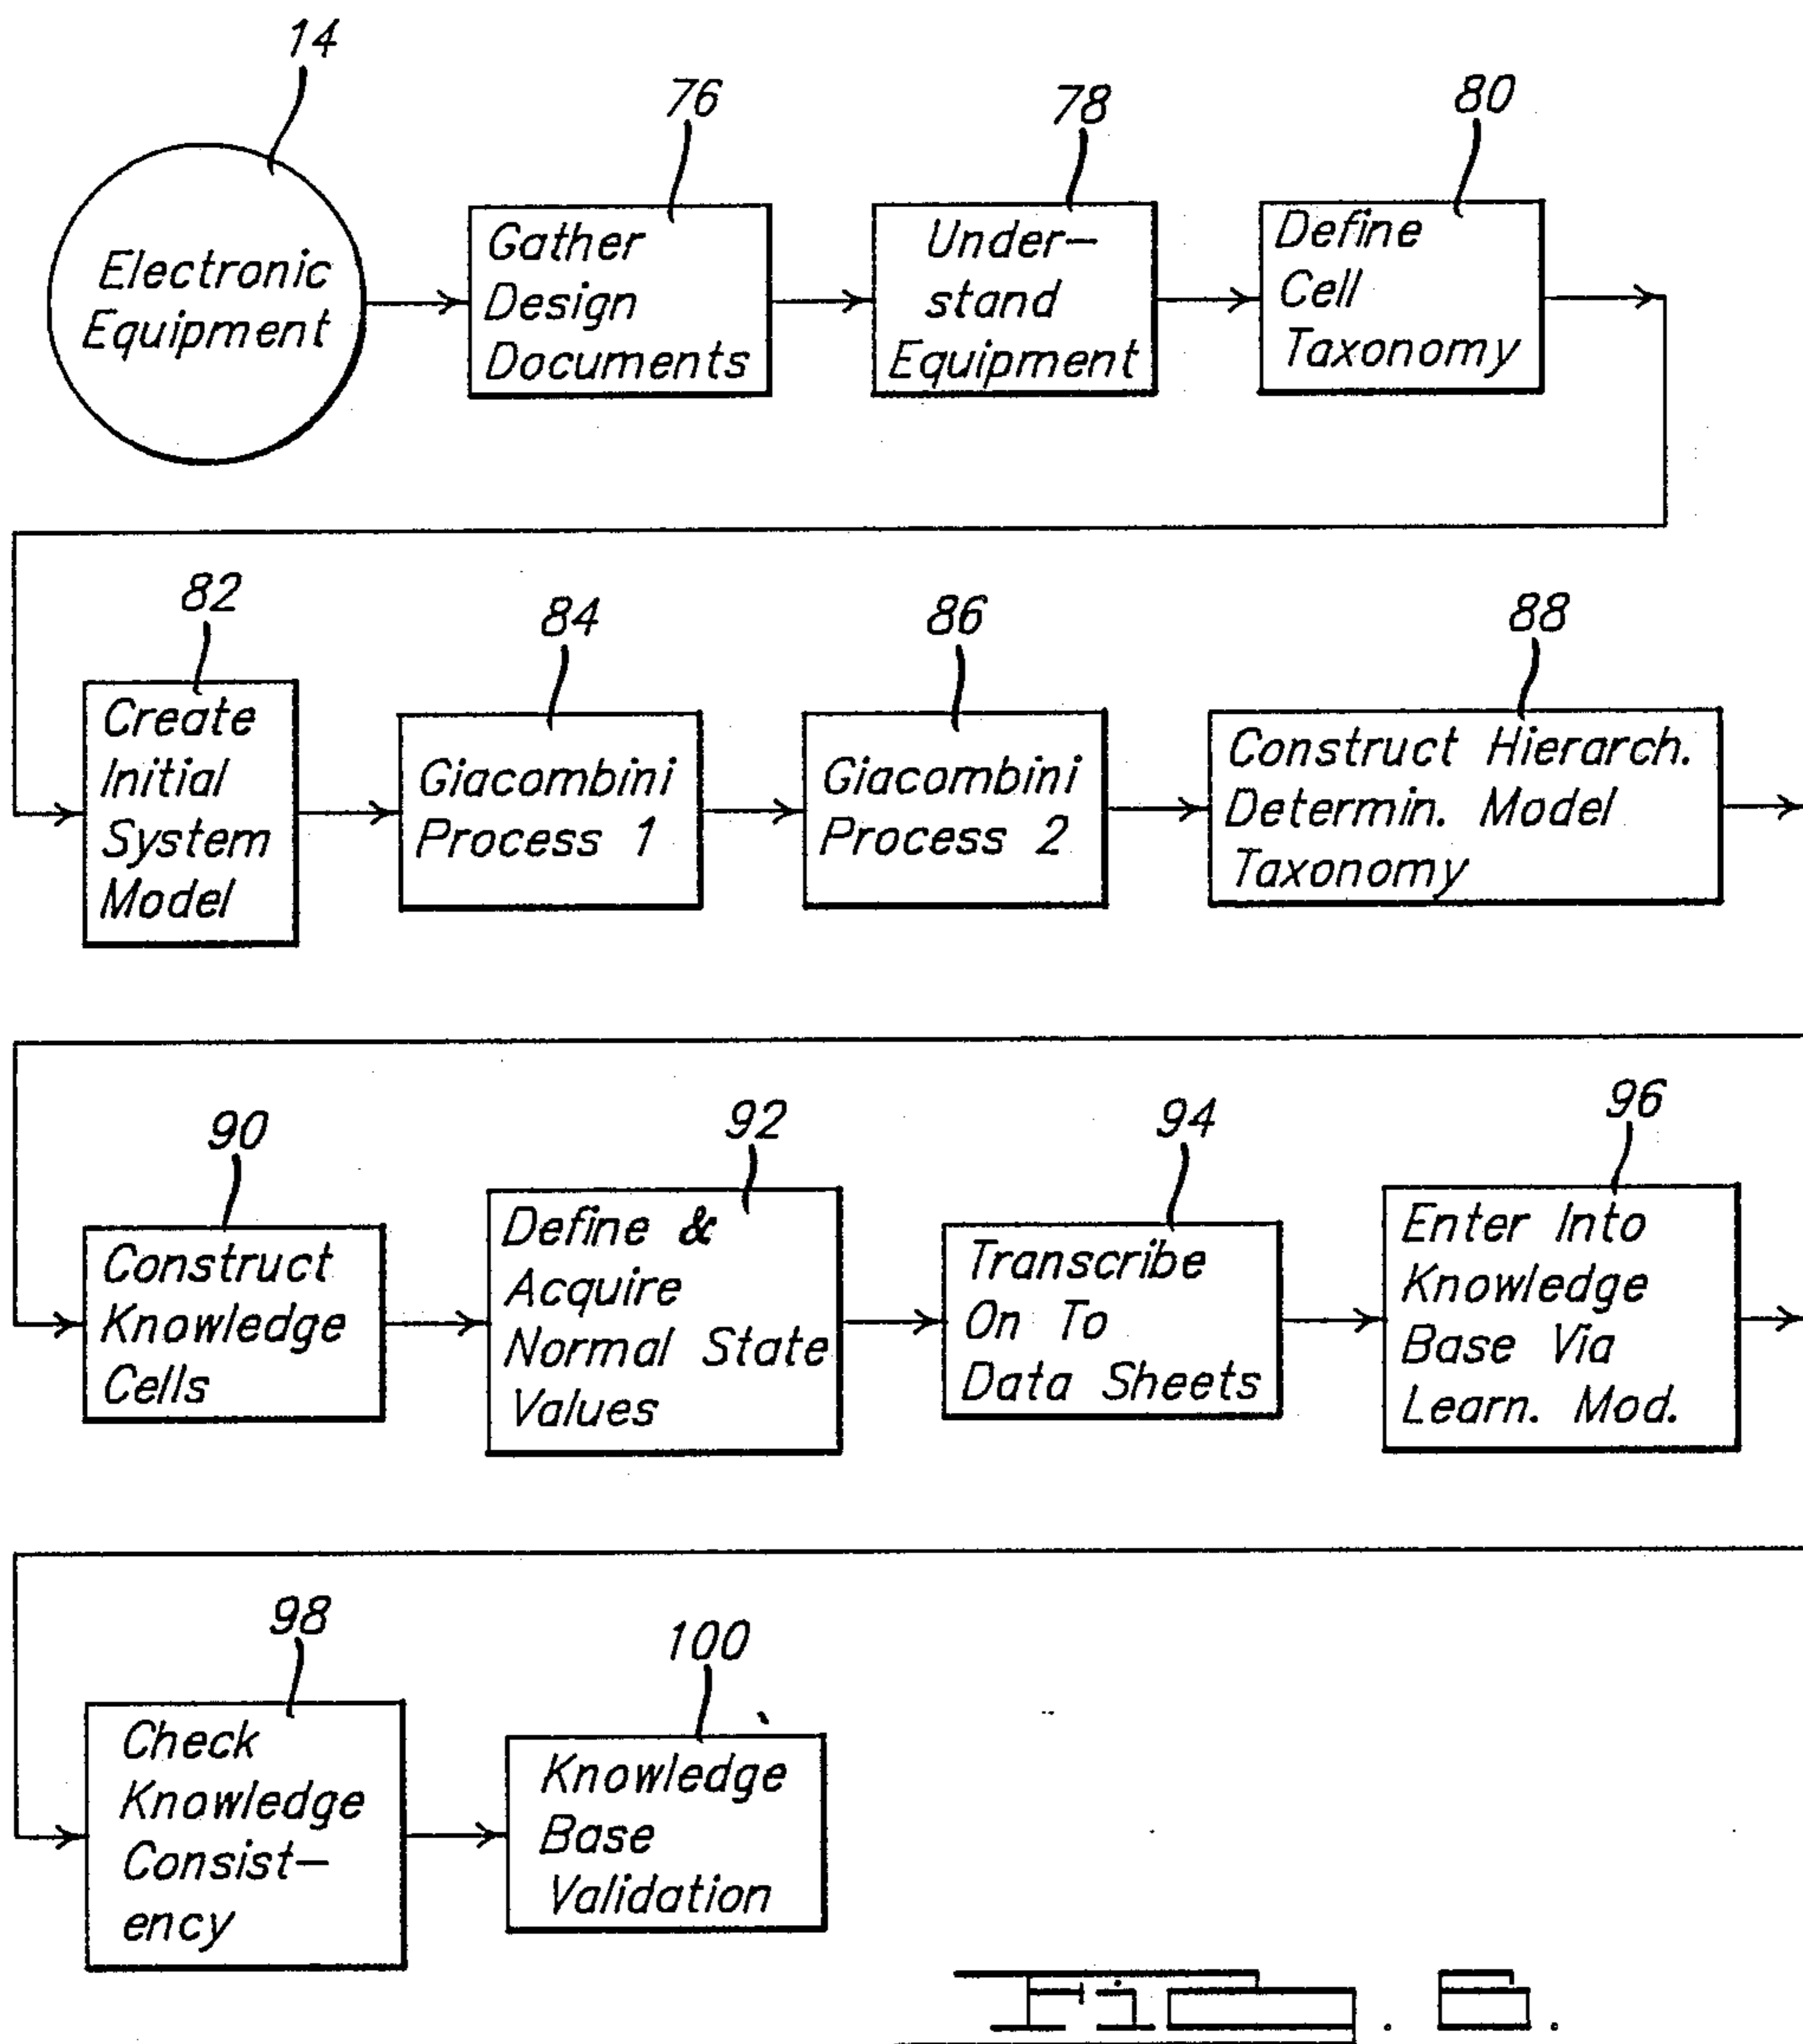 14
76
78
80
Electronic
Equipment
Gather
Design
Documents
Under-
stand
Equipment
Define
Cell
Taxonomy
82
84
86
88
Create
Initial
System
Model
Giacombini
Process 1
Giacombini
Process 2
Construct Hierarch.
Determin. Model
Taxonomy
90
92
94
96
Construct
Knowledge
Cells
Define &
Acquire
Normal State
Values
Transcribe
On To
Data Sheets
Enter Into
Knowledge
Base Via
Learn. Mod.
98
100
Check
Knowledge
Consist-
ency
Knowledge
Base
Validation